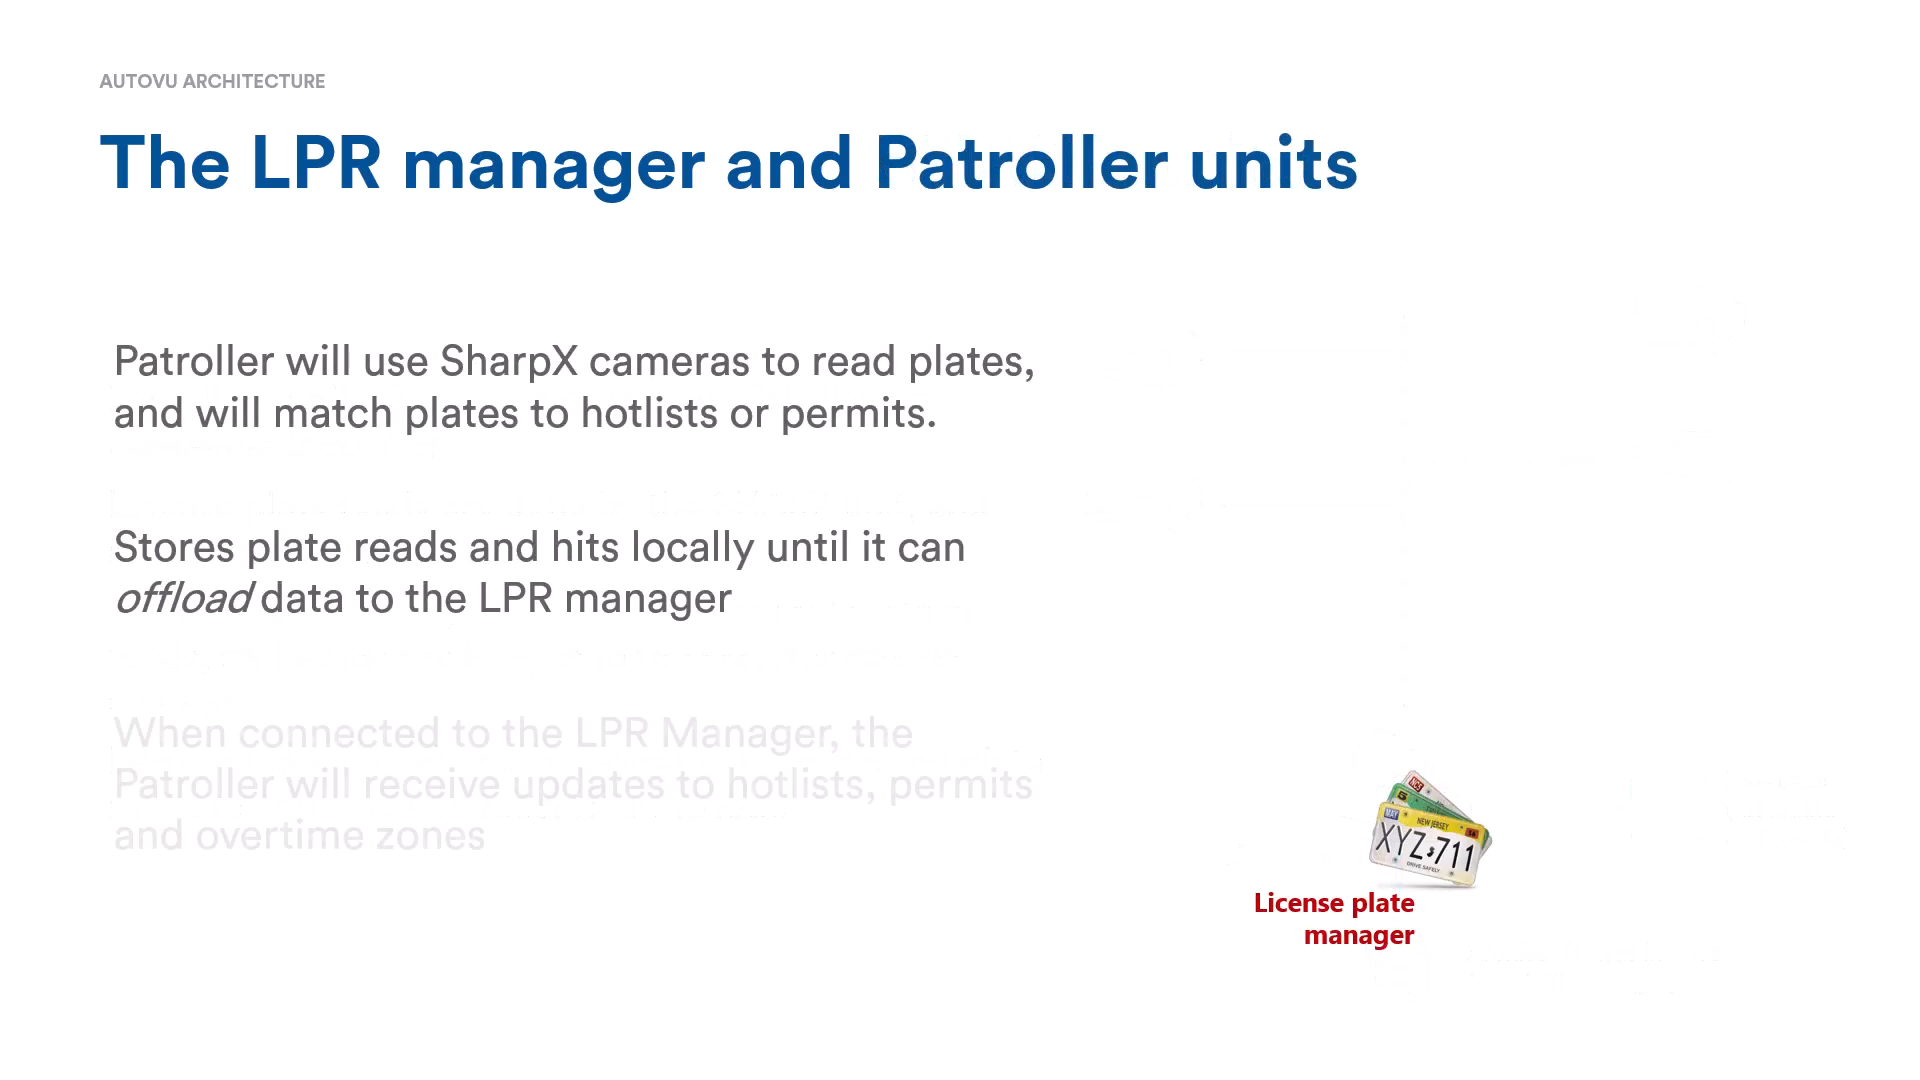 AUTOVU ARCHITECTURE
The LPR manager and Patroller units
Patroller will use SharpX cameras to read plates,
and will match plates to hotlists or permits.
Stores plate reads and hits locally until it can
offload data to the LPR manager
When connected to the LPR Manager, the
Patroller will receive updates to hotlists, permits
and overtime zones
MAY
NEW JERSEY
XYZ 711
DRIVE SAFELY
License plate
manager